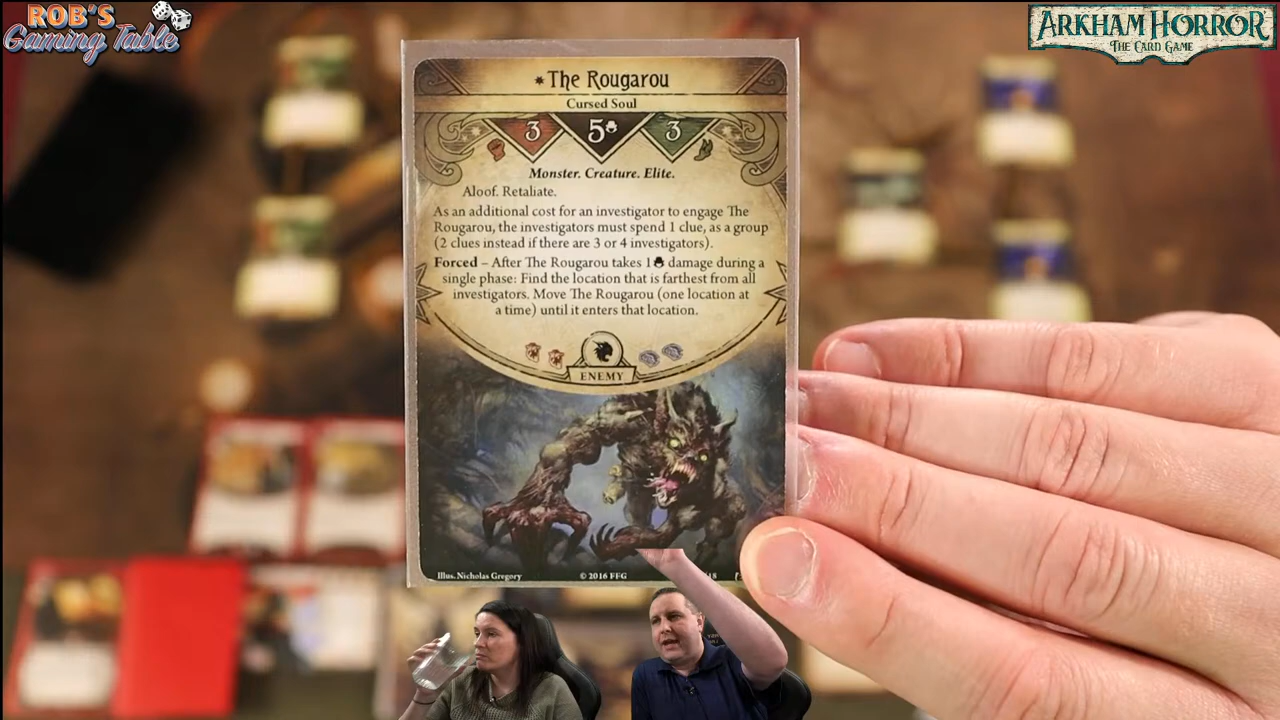 ROB'S
Gaming Table
ARKHAM HORROR
THE CARD GAME
The Rougarou
Cursed Soul
3
5
3
Monster. Creature. Elite.
Aloof. Retaliate.
As an additional cost for an investigator to engage The
Rougarou, the investigators must spend 1 clue, as a group
(2 clues instead if there are 3 or 4 investigators).
Forced – After The Rougarou takes 1 damage during a
single phase: Find the location that is farthest from all
investigators. Move The Rougarou (one location at
a time) until it enters that location.
ENEMY
Illus. Nicholas Gregory
© 2016 FFG